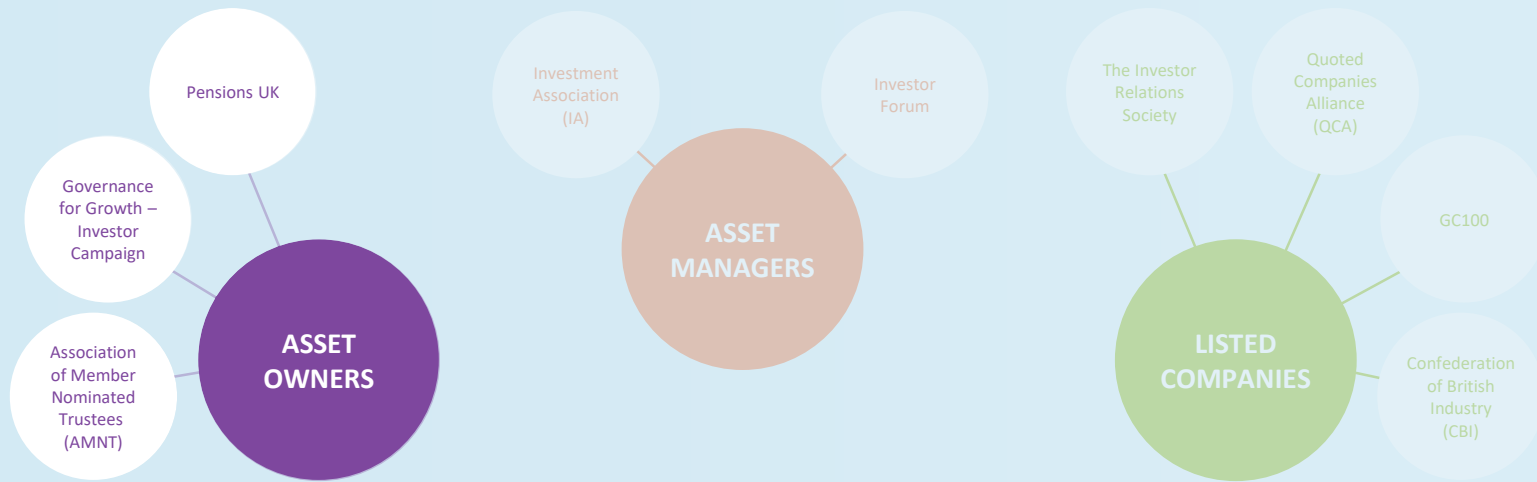 Pensions UK
Governance
for Growth –
Investor
Campaign
Association
of Member
Nominated
Trustees
(AMNT)
ASSET
OWNERS
Investment
Association
(IA)
Investor
Forum
ASSET
MANAGERS
The Investor
Relations
Society
Quoted
Companies
Alliance
(QCA)
GC100
Confederation
of British
Industry
(CBI)
LISTED
COMPANIES